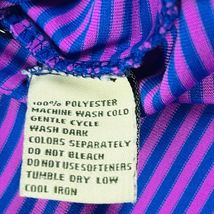 100% POLYESTER
MACHINE WASH COLD
GENTLE CYCLE
WASH DARK
COLORS SEPARATELY
DO NOT BLEACH
DO NOT USE SOFTENERS
TUMBLE DRY LOW
COOL IRON